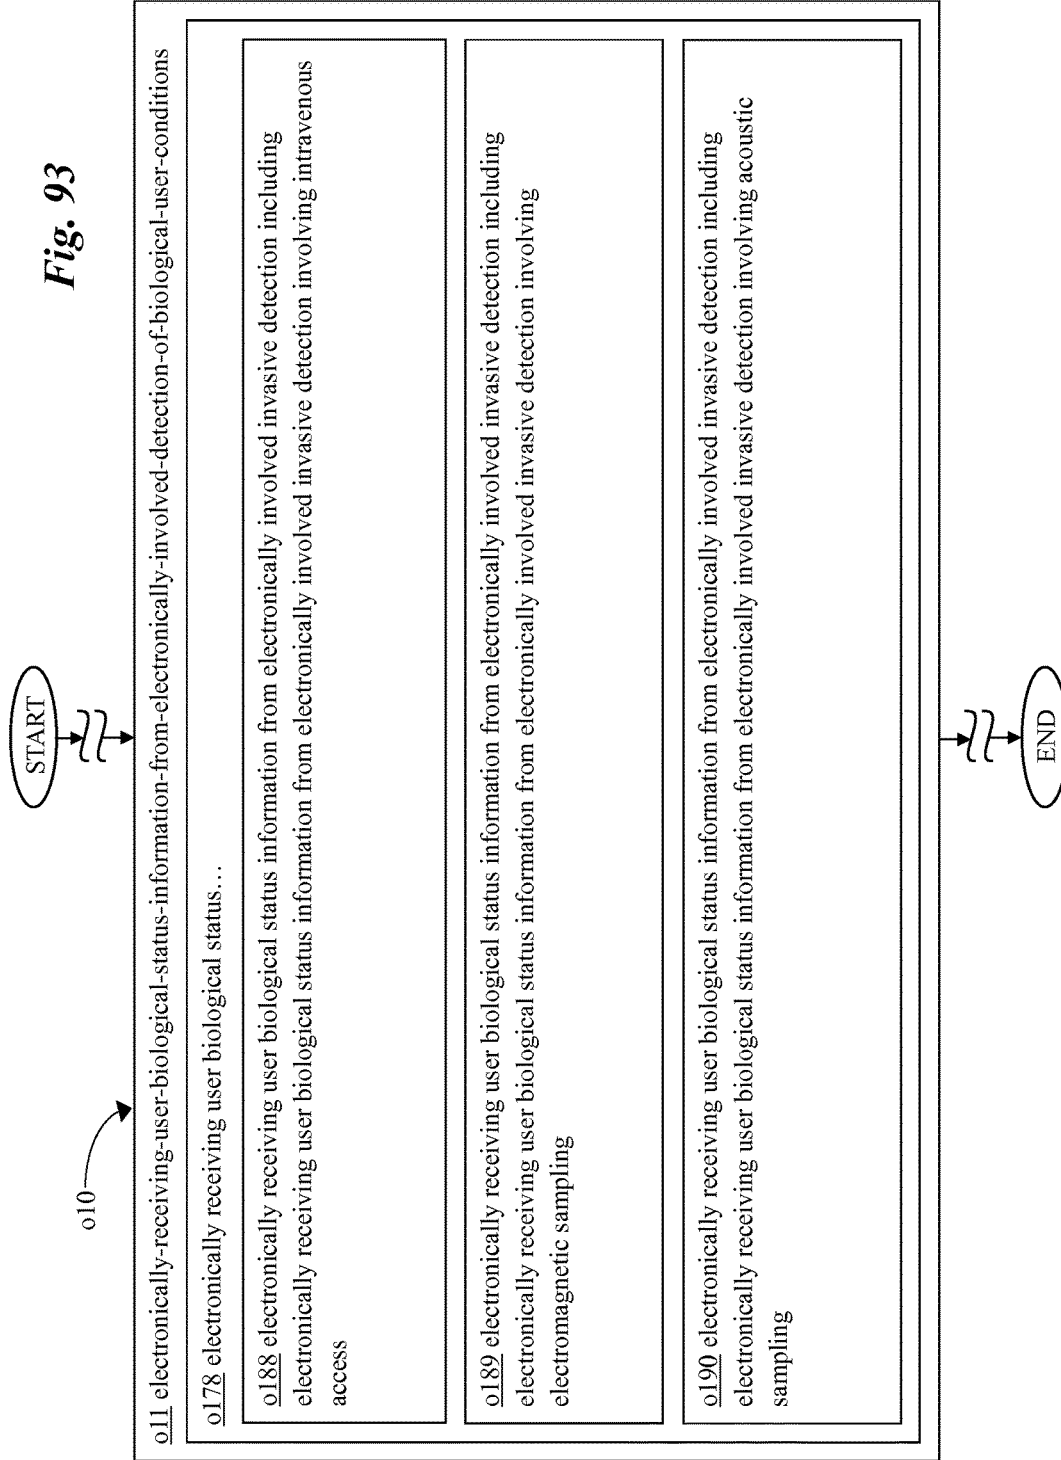 Fig. 93
START
o10
o11 electronically-receiving-user-biological-status-information-from-electronically-involved-detection-of-biological-user-conditions
o178 electronically receiving user biological status…
o188 electronically receiving user biological status information from electronically involved invasive detection including
electronically receiving user biological status information from electronically involved invasive detection involving intravenous
access
o189 electronically receiving user biological status information from electronically involved invasive detection including
electronically receiving user biological status information from electronically involved invasive detection involving
electromagnetic sampling
o190 electronically receiving user biological status information from electronically involved invasive detection including
electronically receiving user biological status information from electronically involved invasive detection involving acoustic
sampling
END